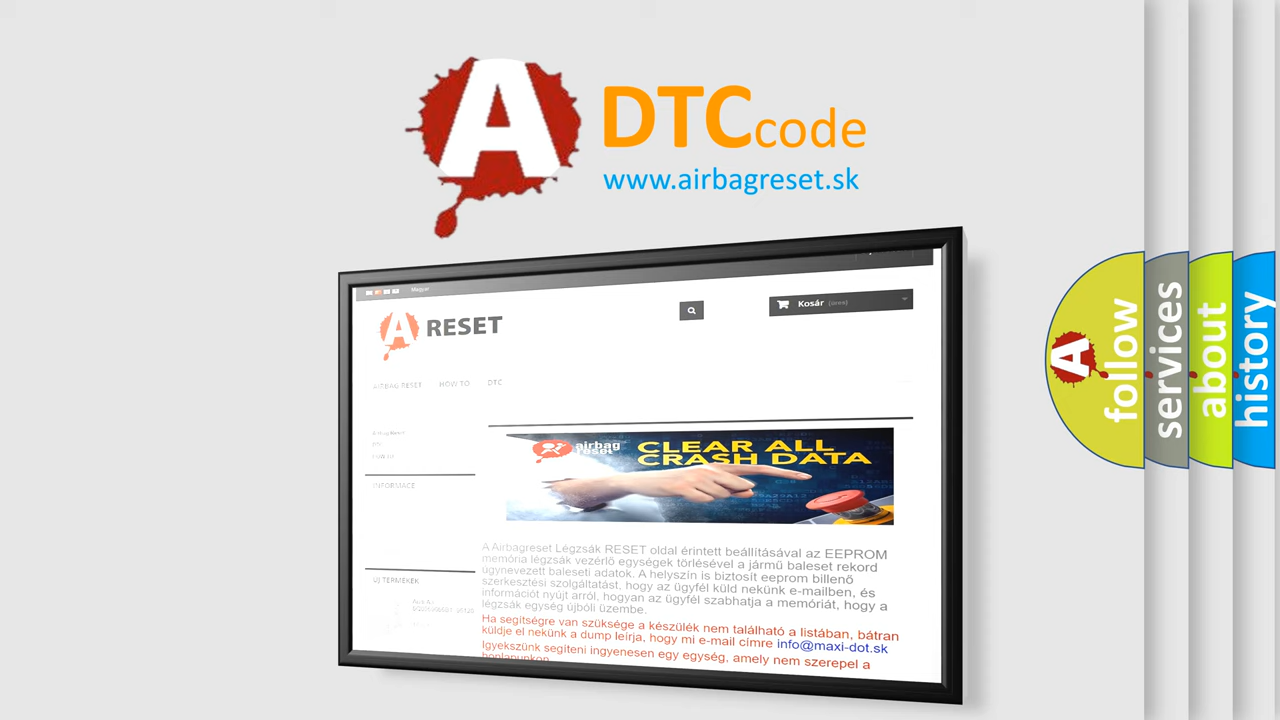 A
DTCcode
www.airbagreset.sk
Magyar
Kosár (üres)
A RESET
AIRBAG RESET HOW TO DTC
airbag
reset
CLEAR ALL
CRASH DATA
INFORMACE
ÚJ TERMÉKEK
A Airbagreset Légzsák RESET oldal érintett beállításával az EEPROM
memória légzsák vezérlő egységek törlésével a jármű baleset rekord
úgynevezett baleseti adatok. A helyszín is biztosít eeprom billenő
szerkesztési szolgáltatást, hogy az ügyfél küld nekünk e-mailben, és
információt nyújt arról, hogyan az ügyfél szabhatja a memóriát, hogy a
légzsák egység újbóli üzembe.
Ha segítségre van szüksége a készülék nem található a listában, bátran
küldje el nekünk a dump leírja, hogy mi e-mail címre info@maxi-dot.sk
Igyekszünk segíteni ingyenesen egy egység, amely nem szerepel a
honlapunkon
A
follow
services
about
history